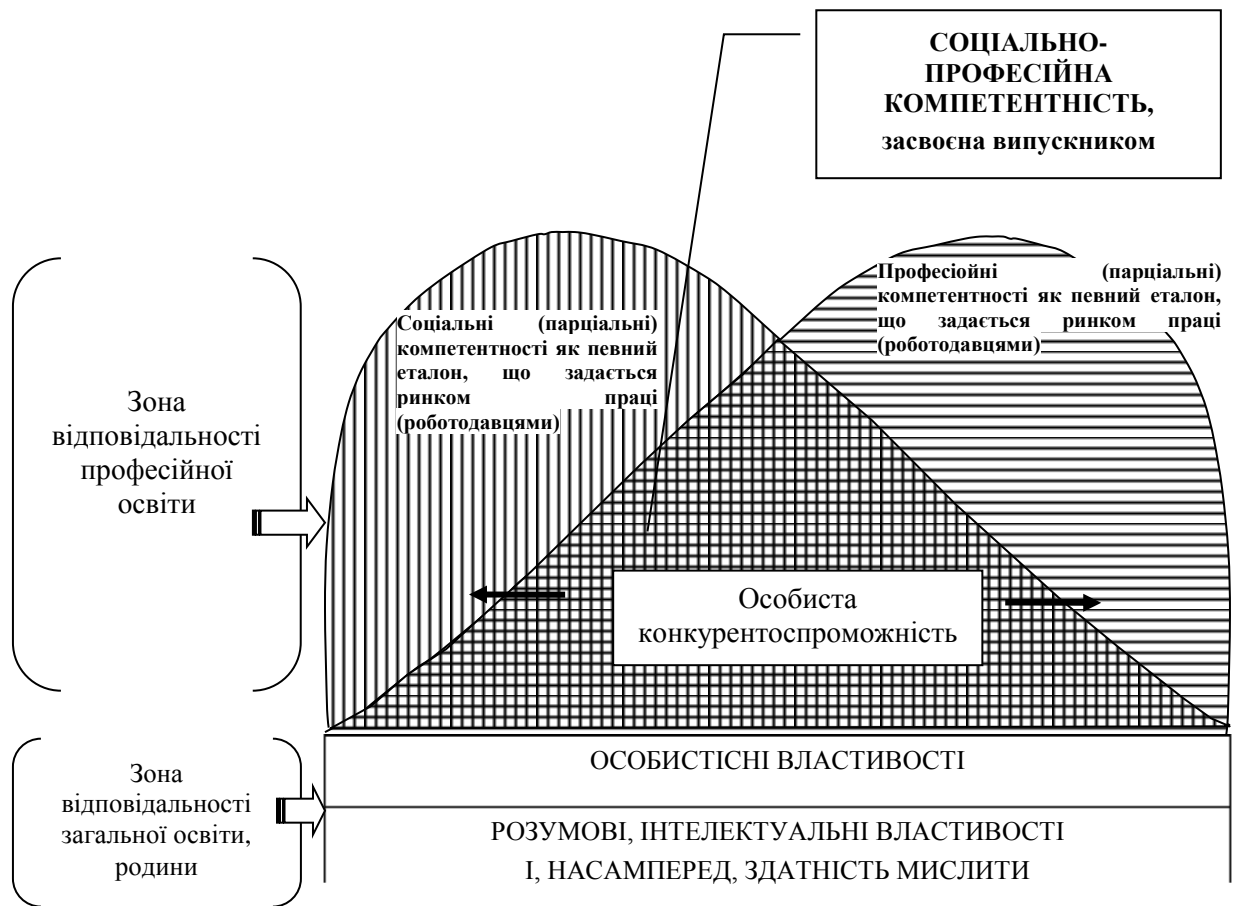 СОЦІАЛЬНО-
ПРОФЕСІЙНА
КОМПЕТЕНТНІСТЬ,
засвоєна випускником
Соціальні (парціальні)
компетентності як певний
еталон, що задається
ринком праці
(роботодавцями)
Професіойні (парціальні)
компетентності як певний еталон,
що задається ринком праці
(роботодавцями)
Зона
відповідальності
професійної
освіти
Особиста
конкурентоспроможність
Зона
відповідальності
загальної освіти,
родини
ОСОБИСТІСНІ ВЛАСТИВОСТІ
РОЗУМОВІ, ІНТЕЛЕКТУАЛЬНІ ВЛАСТИВОСТІ
І, НАСАМПЕРЕД, ЗДАТНІСТЬ МИСЛИТИ